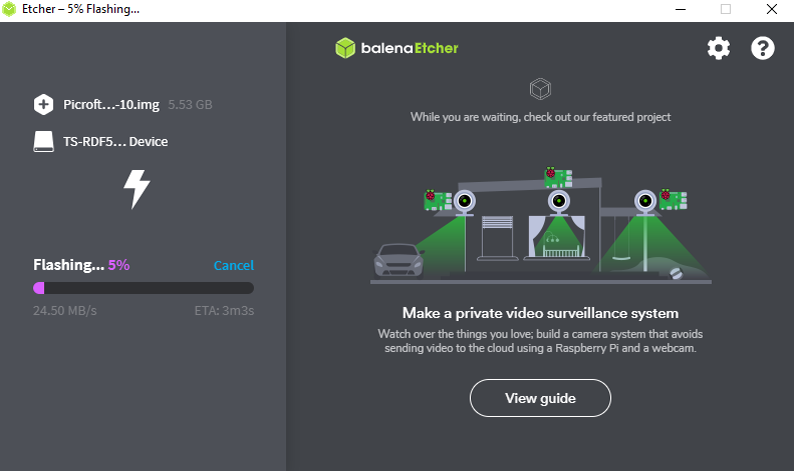 Etcher – 5% Flashing...
balenaEtcher
Picroft...-10.img 5.53 GB
TS-RDF5... Device
Flashing... 5% Cancel
24.50 MB/s ETA: 3m3s
While you are waiting, check out our featured project
Make a private video surveillance system
Watch over the things you love; build a camera system that avoids
sending video to the cloud using a Raspberry Pi and a webcam.
View guide